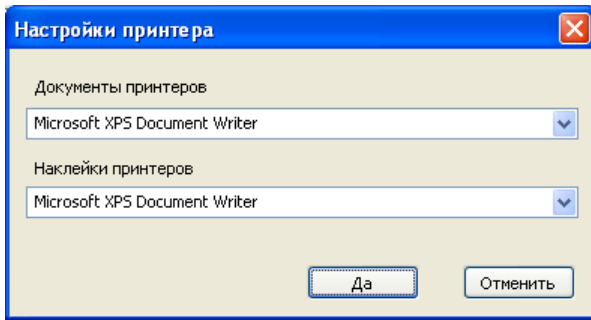 Настройки принтера
Документы принтеров
Microsoft XPS Document Writer
Наклейки принтеров
Microsoft XPS Document Writer
Да Отменить